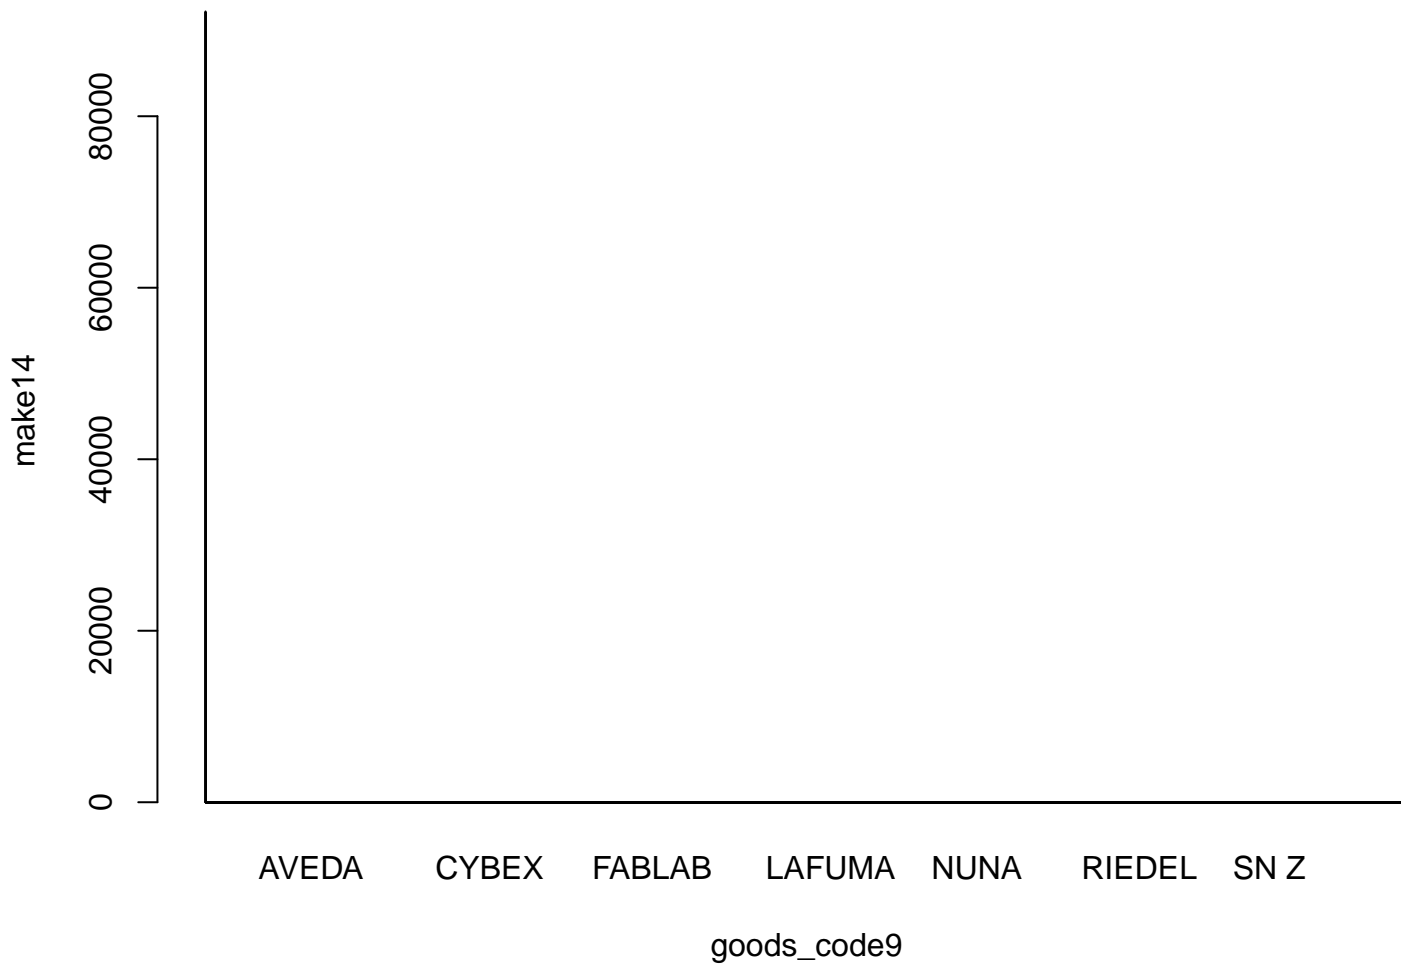 make14
80000
60000
40000
20000
0
AVEDA CYBEX FABLAB LAFUMA NUNA RIEDEL SN Z
goods_code9